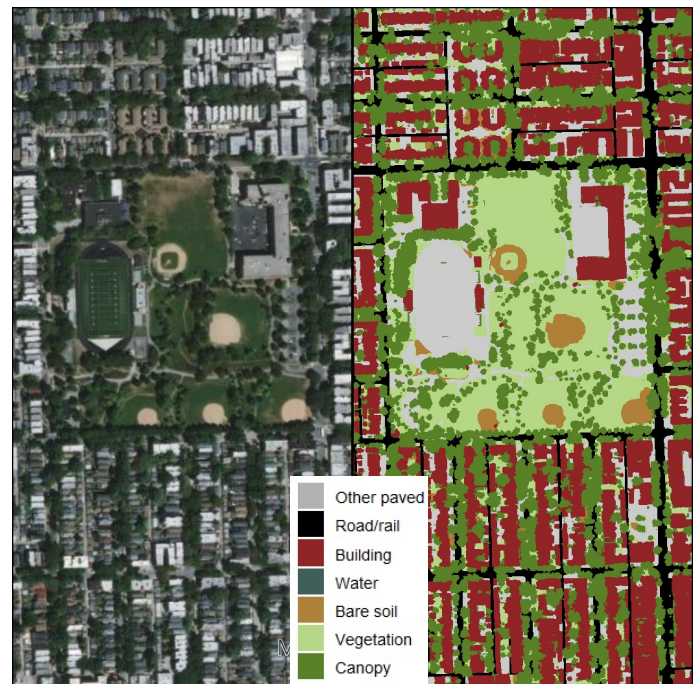 Other paved
Road/rail
Building
Water
Bare soil
Vegetation
Canopy